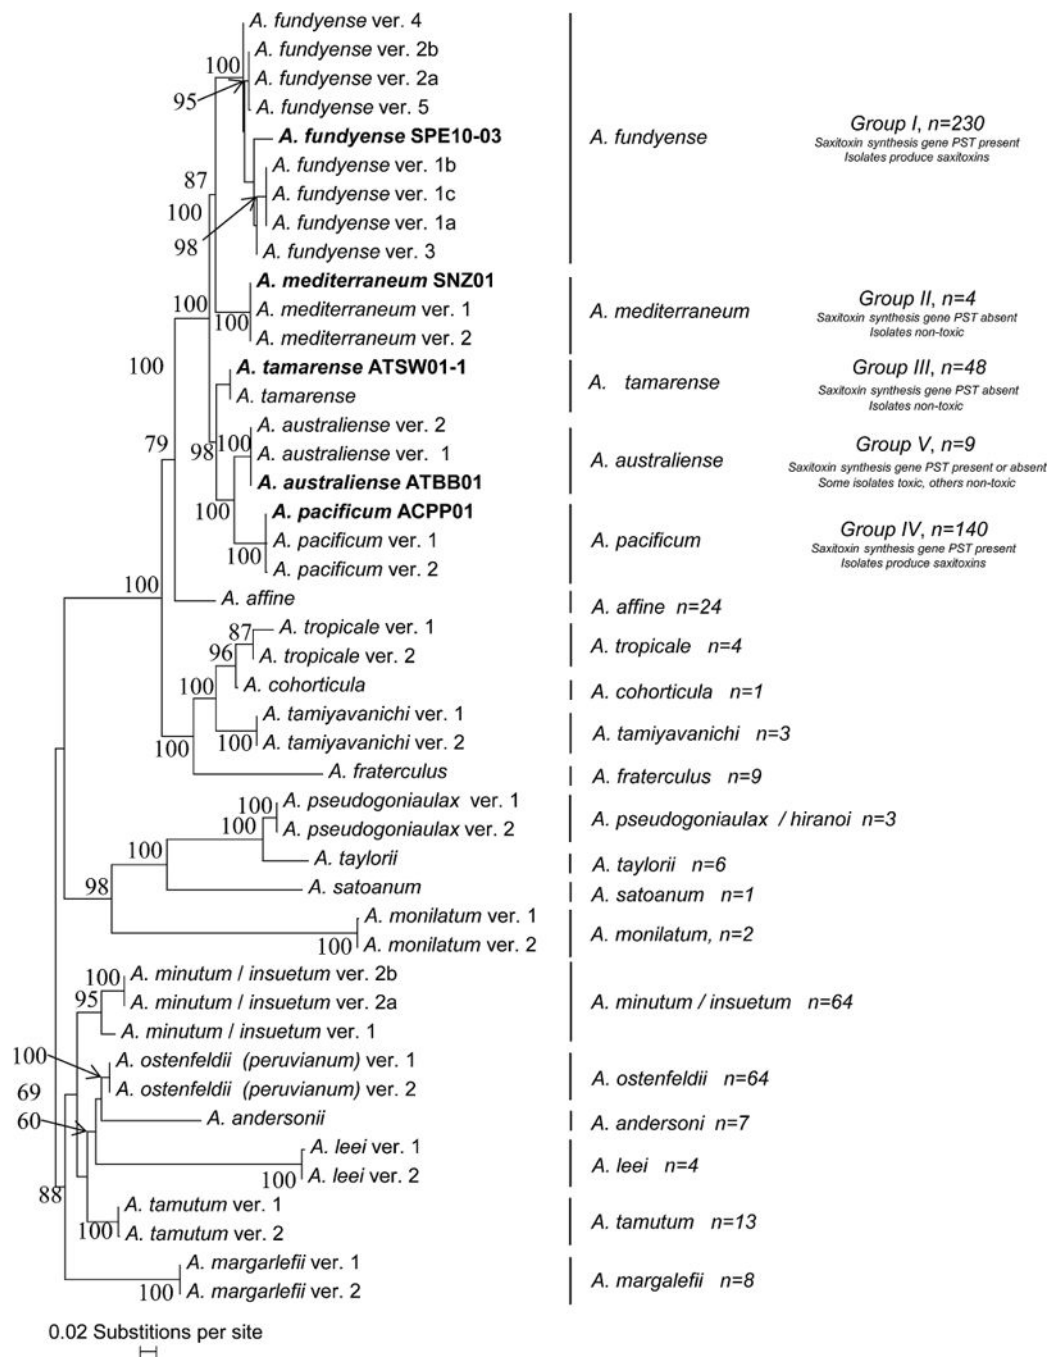 A. fundyense ver. 4
A. fundyense ver. 2b
100
A. fundyense ver. 2a
95
A. fundyense ver. 5
A. fundyense SPE10-03
A. fundyense
Group I, n=230
Saxitoxin synthesis gene PST present
Isolates produce saxitoxins
A. fundyense ver. 1b
87
A. fundyense ver. 1c
100
A. fundyense ver. 1a
98
A. fundyense ver. 3
A. mediterraneum SNZ01
100
A. mediterraneum ver. 1
100
A. mediterraneum ver. 2
A. mediterraneum
Group II, n=4
Saxitoxin synthesis gene PST absent
Isolates non-toxic
100
A. tamarense ATSW01-1
A. tamarense
A. tamarense
Group III, n=48
Saxitoxin synthesis gene PST absent
Isolates non-toxic
A. australiense ver. 2
79
98
100
A. australiense ver. 1
A. australiense ATBB01
A. australiense
Group V, n=9
Saxitoxin synthesis gene PST present or absent
Some isolates toxic, others non-toxic
100
A. pacificum ACPP01
A. pacificum ver. 1
100
A. pacificum ver. 2
A. pacificum
Group IV, n=140
Saxitoxin synthesis gene PST present
Isolates produce saxitoxins
100
A. affine
A. affine n=24
87
A. tropicale ver. 1
96
A. tropicale ver. 2
A. tropicale n=4
100
A. cohorticula
A. cohorticula n=1
A. tamiyavanichi ver. 1
100
100
A. tamiyavanichi ver. 2
A. tamiyavanichi n=3
A. fraterculus
A. fraterculus n=9
100
A. pseudogoniaulax ver. 1
100
A. pseudogoniaulax ver. 2
A. pseudogoniaulax / hiranoi n=3
100
A. taylorii
A. taylorii n=6
98
A. satoanum
A. satoanum n=1
A. monilatum ver. 1
100
A. monilatum ver. 2
A. monilatum, n=2
100
A. minutum / insuetum ver. 2b
95
A. minutum / insuetum ver. 2a
A. minutum / insuetum n=64
A. minutum / insuetum ver. 1
100
A. ostenfeldii (peruvianum) ver. 1
69
A. ostenfeldii (peruvianum) ver. 2
A. ostenfeldii n=64
60
A. andersonii
A. andersoni n=7
A. leei ver. 1
100
A. leei ver. 2
A. leei n=4
88
A. tamutum ver. 1
100
A. tamutum ver. 2
A. tamutum n=13
A. margarlefii ver. 1
100
A. margarlefii ver. 2
A. margalefii n=8
0.02 Substitions per site